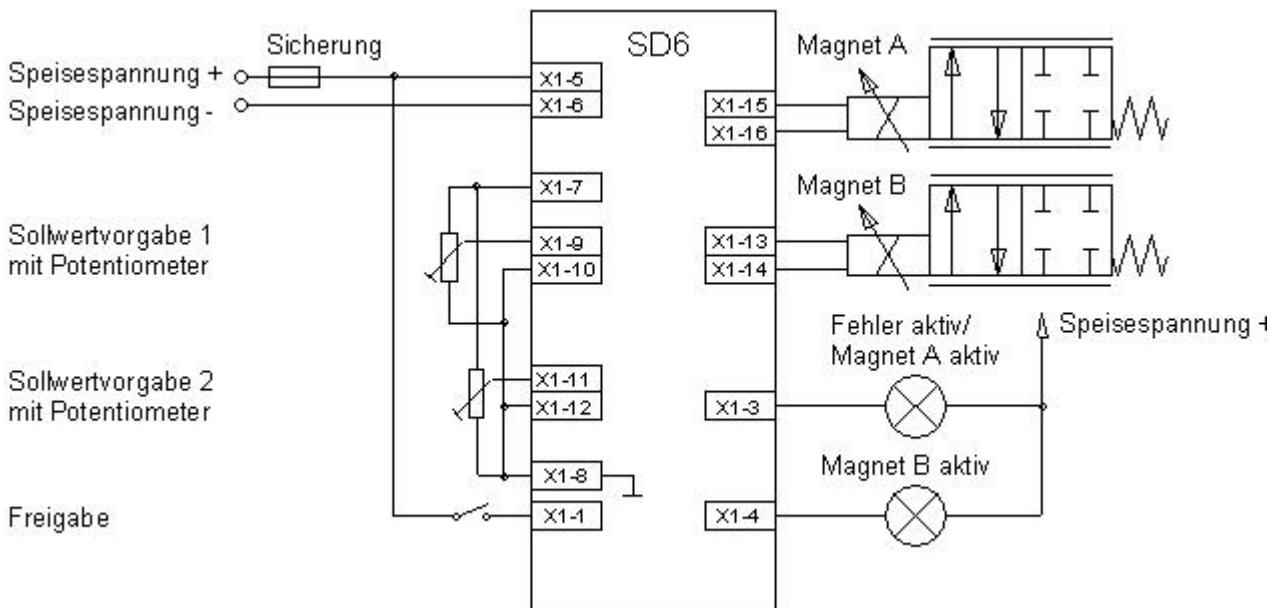 SD6
Sicherung
Speisespannung +
Speisespannung -
X1-5
X1-6
X1-7
Sollwertvorgabe 1
mit Potentiometer
X1-9
X1-10
Sollwertvorgabe 2
mit Potentiometer
X1-11
X1-12
X1-8
Freigabe
X1-1
Magnet A
X1-15
X1-16
Magnet B
X1-13
X1-14
Fehler aktiv/
Magnet A aktiv
Speisespannung +
X1-3
Magnet B aktiv
X1-4